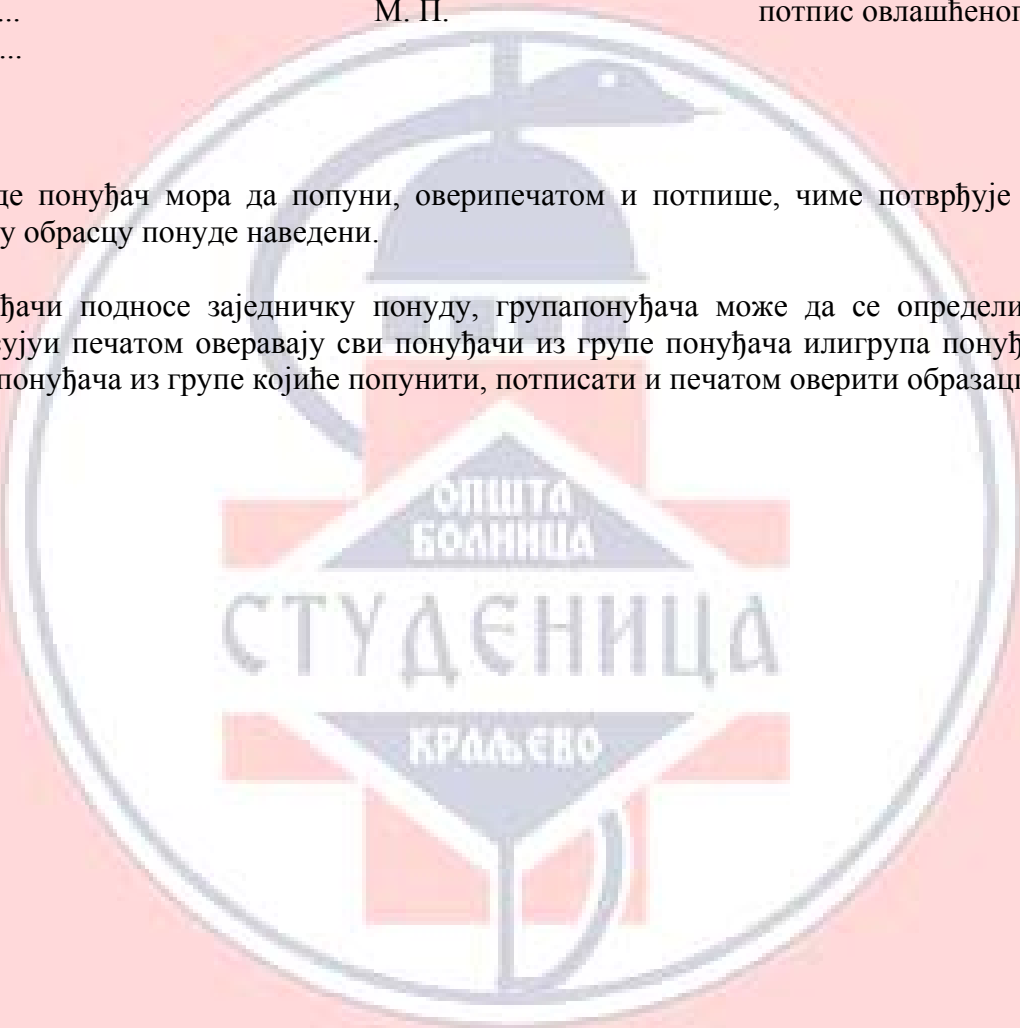 ... М. П. потпис овлашћеног
...
де понуђач мора да попуни, оверипечатом и потпише, чиме потврђује
у обрасцу понуде наведени.
ђачи подносе заједничку понуду, групапонуђача може да се определи
ујуи печатом оверавају сви понуђачи из групе понуђача илигрупа понуђ
понуђача из групе којиће попунити, потписати и печатом оверити образац
ОПШТА
БОЛНИЦА
СТУДЕНИЦА
КРАЉЕВО